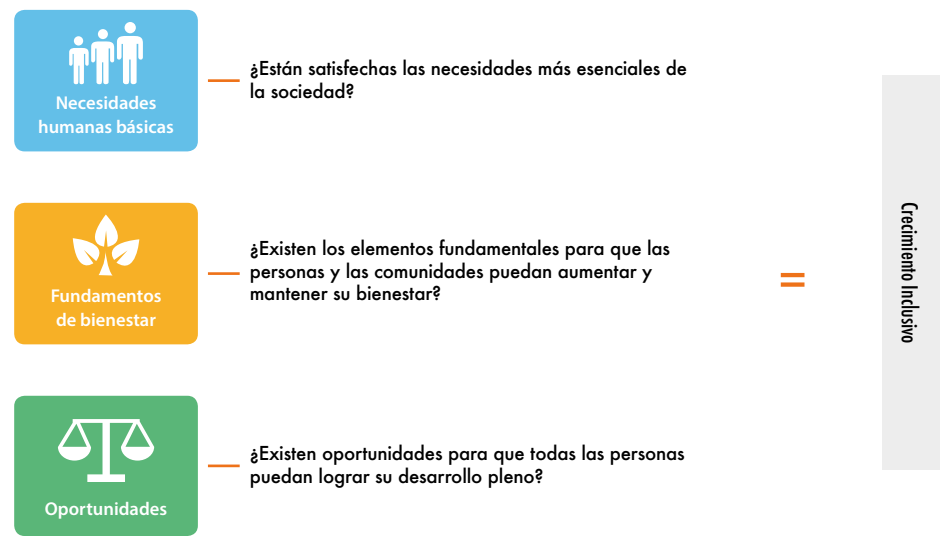 Necesidades
humanas básicas
¿Están satisfechas las necesidades más esenciales de
la sociedad?
Fundamentos
de bienestar
¿Existen los elementos fundamentales para que las
personas y las comunidades puedan aumentar y
mantener su bienestar?
=
Oportunidades
¿Existen oportunidades para que todas las personas
puedan lograr su desarrollo pleno?
Crecimiento Inclusivo